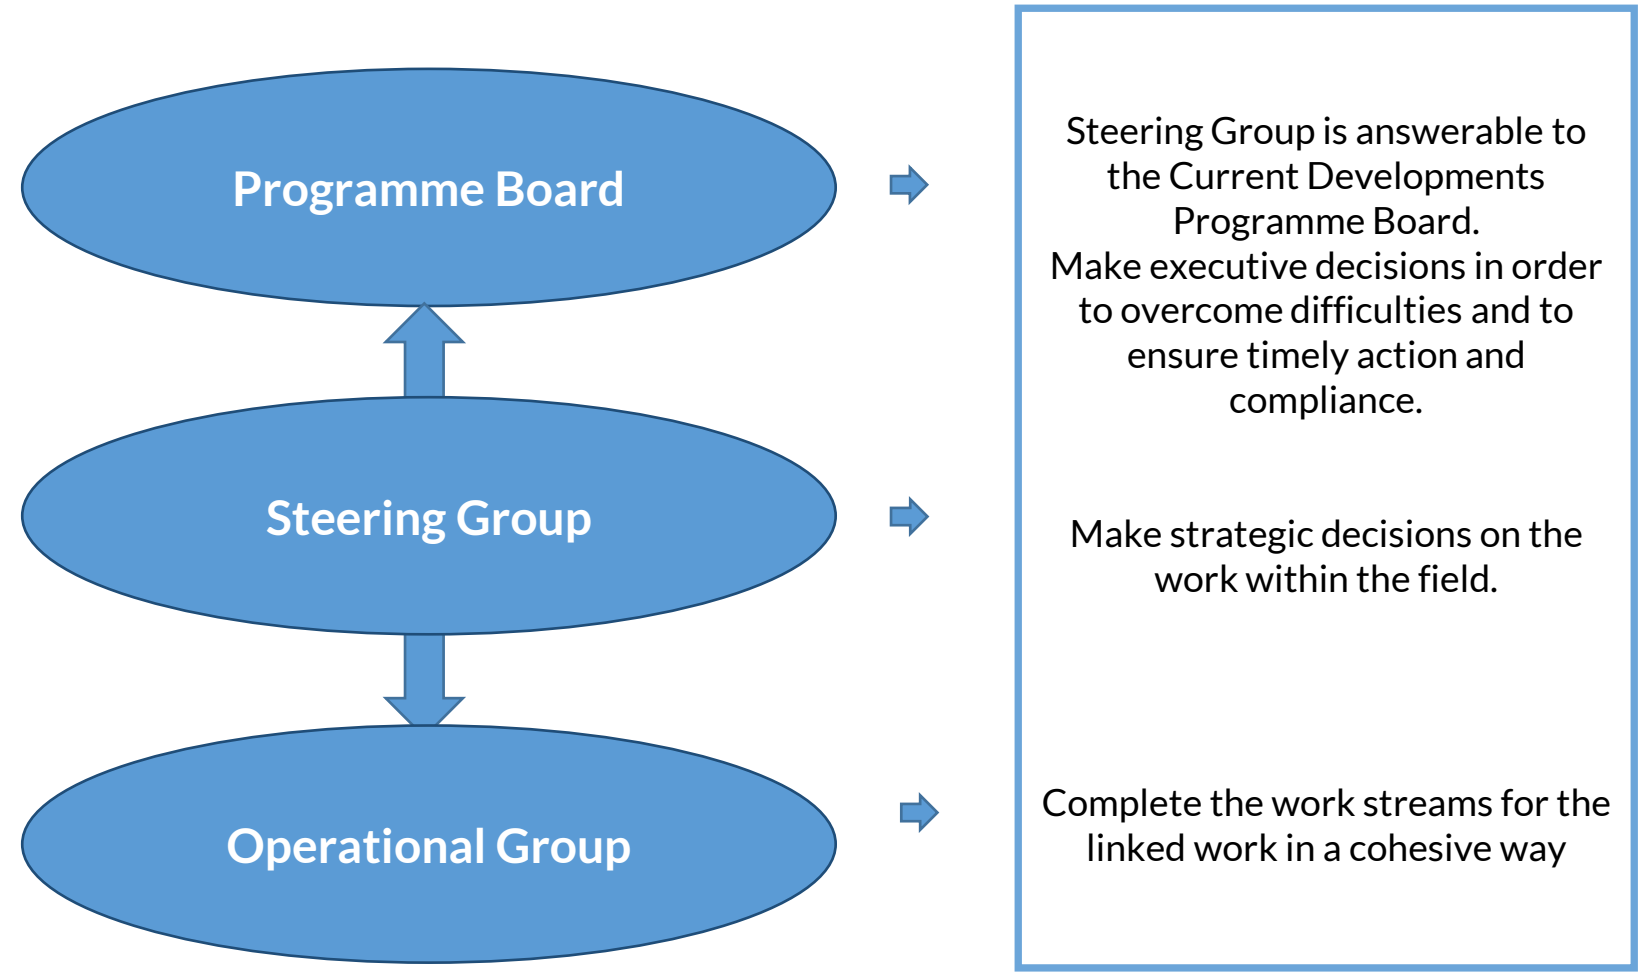 Programme Board
Steering Group is answerable to
the Current Developments
Programme Board.
Make executive decisions in order
to overcome difficulties and to
ensure timely action and
compliance.
Steering Group
Make strategic decisions on the
work within the field.
Operational Group
Complete the work streams for the
linked work in a cohesive way